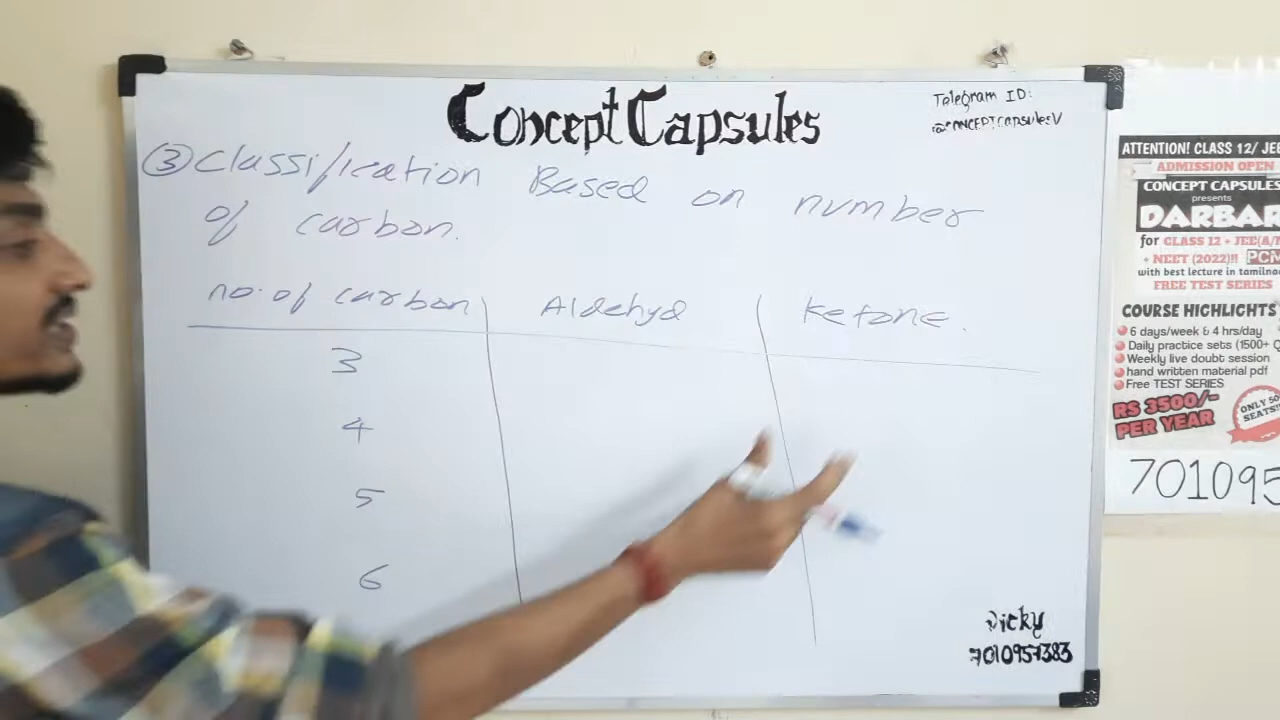 Concept Capsules
Telegram ID:
@CONCEPTCAPSULESV
③ Classification Based on number
of carbon.
no. of carbon Aldehyd Ketone.
3
4
5
6
Vicky
7010957383
ATTENTION! CLASS 12/ JEE
ADMISSION OPEN
CONCEPT CAPSULES
presents
DARBAR
for CLASS 12 + JEE(A/
+ NEET (2022)!! PCM
with best lecture in tamilna
FREE TEST SERIES
COURSE HIGHLIGHTS
6 days/week & 4 hrs/day
Daily practice sets (1500+ Q
Weekly live doubt session
hand written material pdf
Free TEST SERIES
RS 3500/-
PER YEAR
ONLY 50
SEATS!!
701095